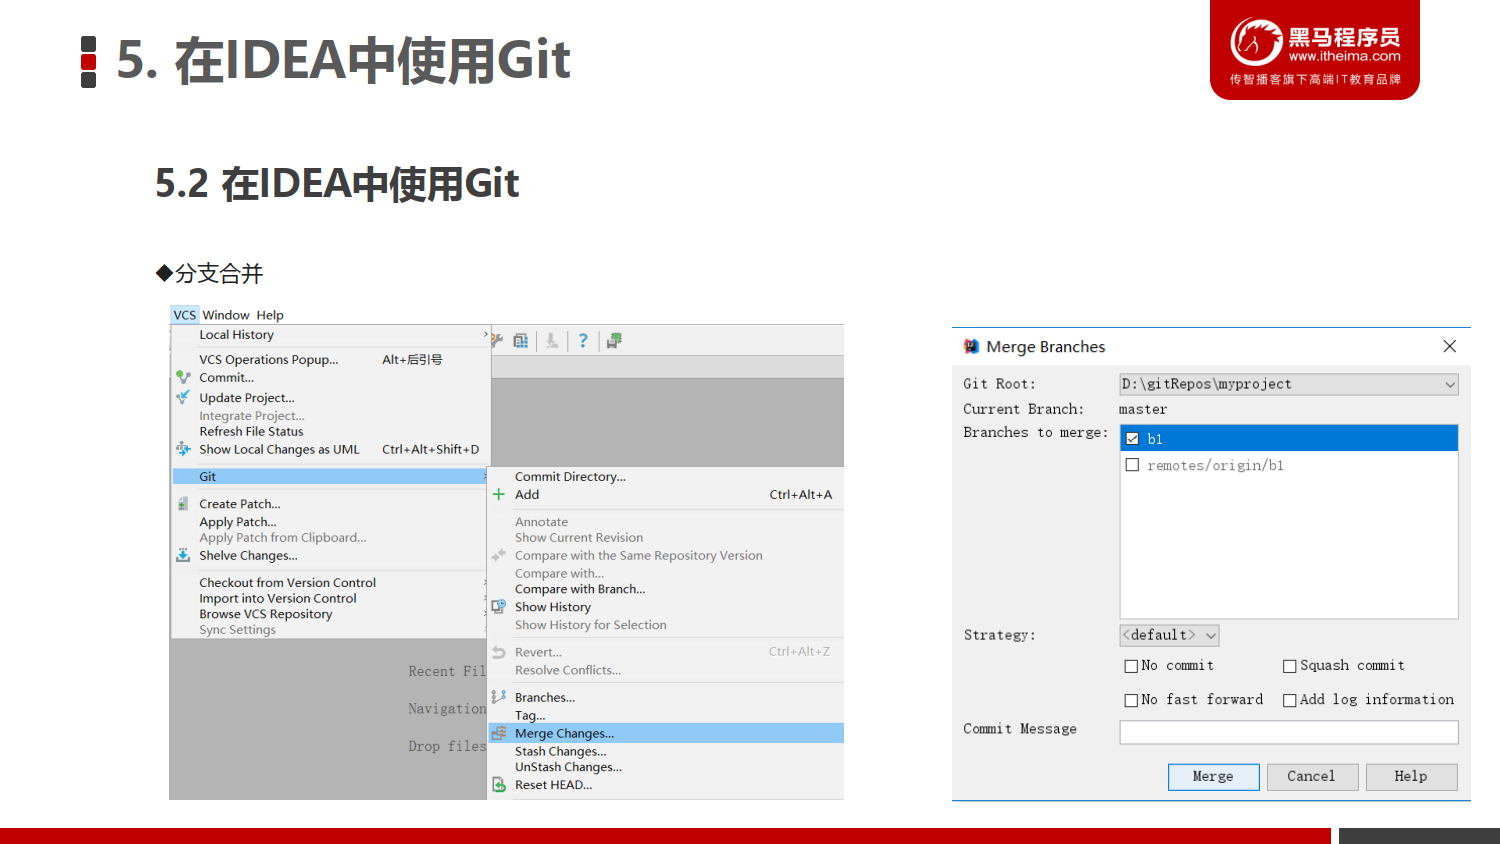 5. 在IDEA中使用Git
黑马程序员
www.itheima.com
传智播客旗下高端IT教育品牌
5.2 在IDEA中使用Git
◆分支合并
VCS Window Help
Local History
VCS Operations Popup... Alt+后引号
Commit...
Update Project...
Integrate Project...
Refresh File Status
Show Local Changes as UML Ctrl+Alt+Shift+D
Git
Create Patch...
Apply Patch...
Apply Patch from Clipboard...
Shelve Changes...
Checkout from Version Control
Import into Version Control
Browse VCS Repository
Sync Settings
Recent Fil
Navigation
Drop files
Commit Directory...
Add Ctrl+Alt+A
Annotate
Show Current Revision
Compare with the Same Repository Version
Compare with...
Compare with Branch...
Show History
Show History for Selection
Revert... Ctrl+Alt+Z
Resolve Conflicts...
Branches...
Tag...
Merge Changes...
Stash Changes...
UnStash Changes...
Reset HEAD...
Merge Branches
Git Root: D:\gitRepos\myproject
Current Branch: master
Branches to merge: b1
remotes/origin/b1
Strategy: <default>
No commit Squash commit
No fast forward Add log information
Commit Message
Merge Cancel Help